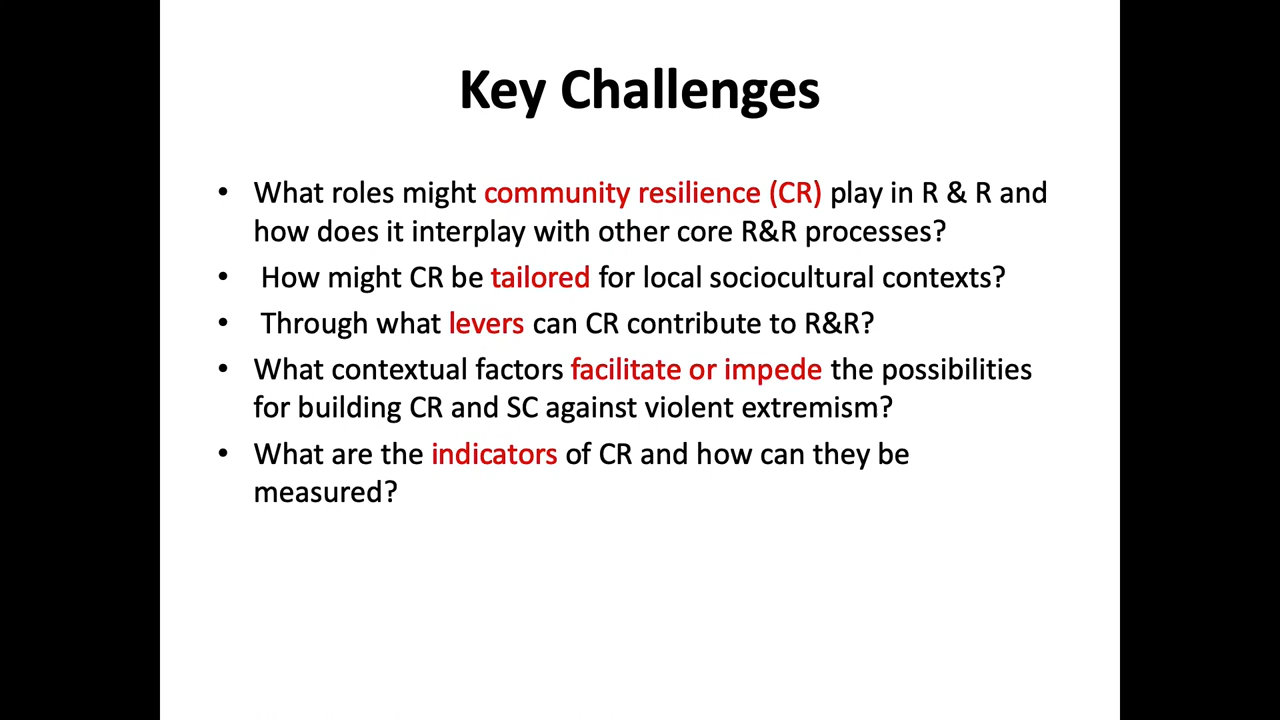 Key Challenges
• What roles might community resilience (CR) play in R & R and
how does it interplay with other core R&R processes?
• How might CR be tailored for local sociocultural contexts?
• Through what levers can CR contribute to R&R?
• What contextual factors facilitate or impede the possibilities
for building CR and SC against violent extremism?
• What are the indicators of CR and how can they be
measured?